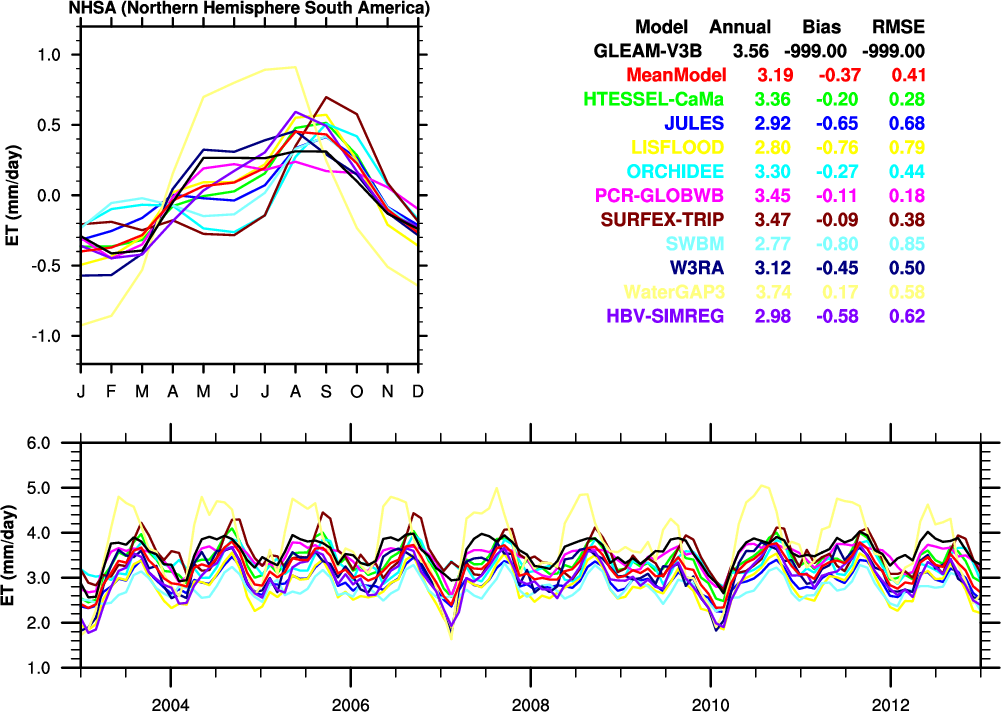 NHSA (Northern Hemisphere South America)
ET (mm/day)
1.0
0.5
0.0
-0.5
-1.0
J F M A M J J A S O N D
Model Annual Bias RMSE
GLEAM-V3B 3.56 -999.00 -999.00
MeanModel 3.19 -0.37 0.41
HTESSEL-CaMa 3.36 -0.20 0.28
JULES 2.92 -0.65 0.68
LISFLOOD 2.80 -0.76 0.79
ORCHIDEE 3.30 -0.27 0.44
PCR-GLOBWB 3.45 -0.11 0.18
SURFEX-TRIP 3.47 -0.09 0.38
SWBM 2.77 -0.80 0.85
W3RA 3.12 -0.45 0.50
WaterGAP3 3.74 0.17 0.58
HBV-SIMREG 2.98 -0.58 0.62
ET (mm/day)
6.0
5.0
4.0
3.0
2.0
1.0
2004 2006 2008 2010 2012